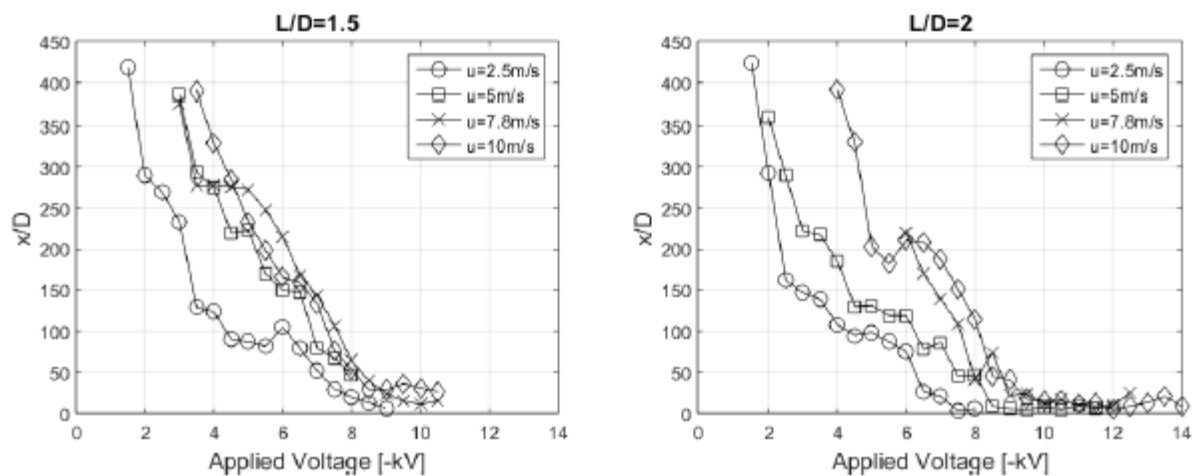 L/D=1.5
450
400
350
300
250
200
150
100
50
0
x/D
0 2 4 6 8 10 12 14
Applied Voltage [-kV]
u=2.5m/s
u=5m/s
u=7.8m/s
u=10m/s
L/D=2
450
400
350
300
250
200
150
100
50
0
x/D
0 2 4 6 8 10 12 14
Applied Voltage [-kV]
u=2.5m/s
u=5m/s
u=7.8m/s
u=10m/s